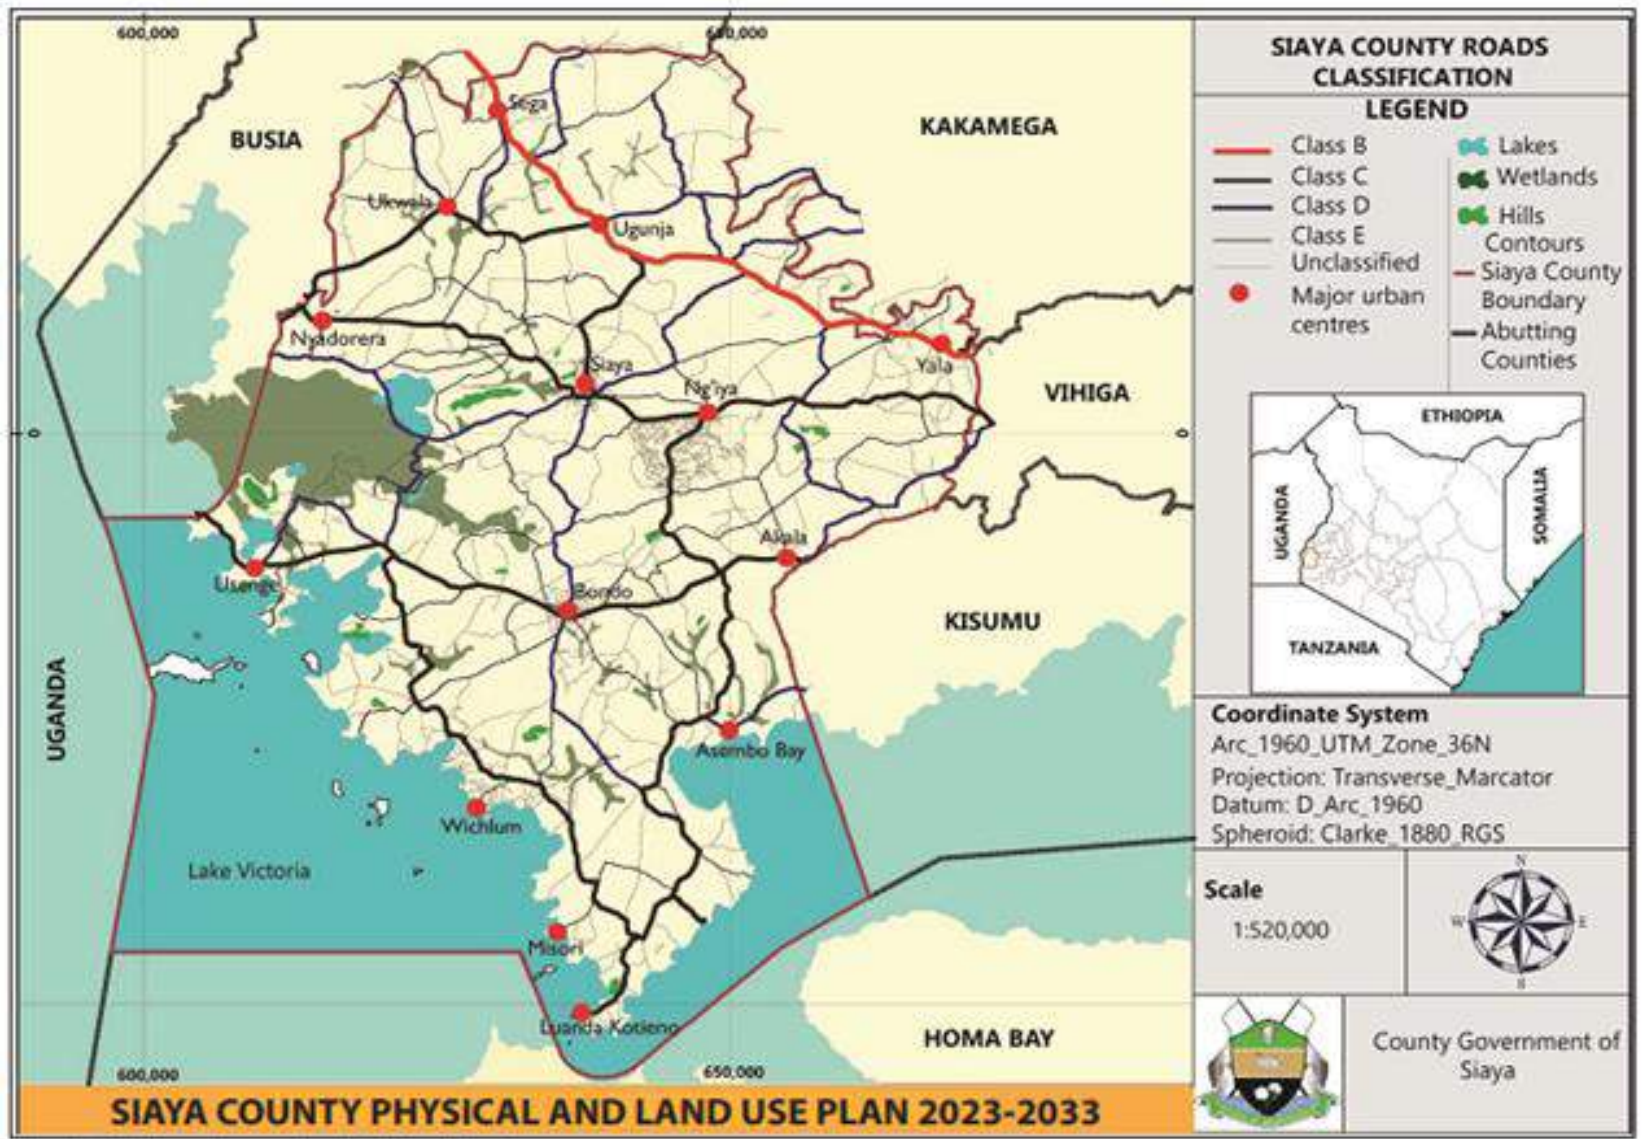 600,000
650,000
BUSIA
KAKAMEGA
Sega
Ukwala
Ugunja
Nyadorera
Siaya
Ng'iya
Yala
VIHIGA
0
0
Akala
Usenge
Bondo
KISUMU
UGANDA
Asembo Bay
Wichlum
Lake Victoria
Misori
Luanda Kotieno
HOMA BAY
600,000
650,000
SIAYA COUNTY PHYSICAL AND LAND USE PLAN 2023-2033
SIAYA COUNTY ROADS
CLASSIFICATION
LEGEND
Class B
Class C
Class D
Class E
Unclassified
Major urban
centres
Lakes
Wetlands
Hills
Contours
Siaya County
Boundary
Abutting
Counties
ETHIOPIA
UGANDA
SOMALIA
TANZANIA
Coordinate System
Arc_1960_UTM_Zone_36N
Projection: Transverse_Marcator
Datum: D_Arc_1960
Spheroid: Clarke_1880_RGS
Scale
1:520,000
N
W
E
S
County Government of
Siaya